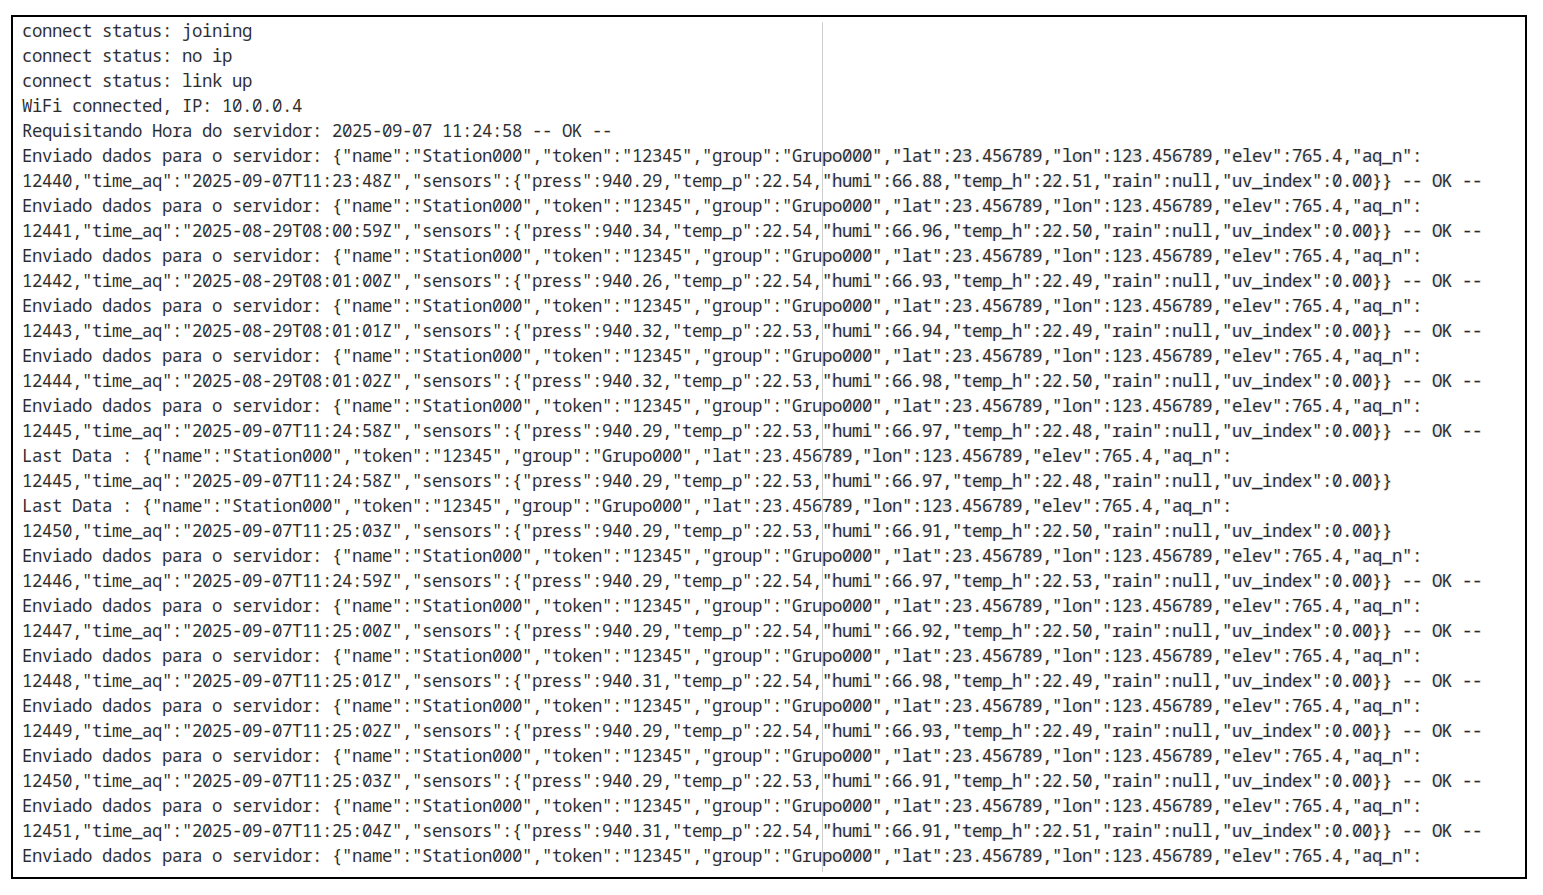 connect status: joining
connect status: no ip
connect status: link up
WiFi connected, IP: 10.0.0.4
Requisitando Hora do servidor: 2025-09-07 11:24:58 -- OK --
Enviado dados para o servidor: {"name":"Station000","token":"12345","group":"Grupo000","lat":23.456789,"lon":123.456789,"elev":765.4,"aq_n":
12440,"time_aq":"2025-09-07T11:23:48Z","sensors":{"press":940.29,"temp_p":22.54,"humi":66.88,"temp_h":22.51,"rain":null,"uv_index":0.00}} -- OK --
Enviado dados para o servidor: {"name":"Station000","token":"12345","group":"Grupo000","lat":23.456789,"lon":123.456789,"elev":765.4,"aq_n":
12441,"time_aq":"2025-08-29T08:00:59Z","sensors":{"press":940.34,"temp_p":22.54,"humi":66.96,"temp_h":22.50,"rain":null,"uv_index":0.00}} -- OK --
Enviado dados para o servidor: {"name":"Station000","token":"12345","group":"Grupo000","lat":23.456789,"lon":123.456789,"elev":765.4,"aq_n":
12442,"time_aq":"2025-08-29T08:01:00Z","sensors":{"press":940.26,"temp_p":22.54,"humi":66.93,"temp_h":22.49,"rain":null,"uv_index":0.00}} -- OK --
Enviado dados para o servidor: {"name":"Station000","token":"12345","group":"Grupo000","lat":23.456789,"lon":123.456789,"elev":765.4,"aq_n":
12443,"time_aq":"2025-08-29T08:01:01Z","sensors":{"press":940.32,"temp_p":22.53,"humi":66.94,"temp_h":22.49,"rain":null,"uv_index":0.00}} -- OK --
Enviado dados para o servidor: {"name":"Station000","token":"12345","group":"Grupo000","lat":23.456789,"lon":123.456789,"elev":765.4,"aq_n":
12444,"time_aq":"2025-08-29T08:01:02Z","sensors":{"press":940.32,"temp_p":22.53,"humi":66.98,"temp_h":22.50,"rain":null,"uv_index":0.00}} -- OK --
Enviado dados para o servidor: {"name":"Station000","token":"12345","group":"Grupo000","lat":23.456789,"lon":123.456789,"elev":765.4,"aq_n":
12445,"time_aq":"2025-09-07T11:24:58Z","sensors":{"press":940.29,"temp_p":22.53,"humi":66.97,"temp_h":22.48,"rain":null,"uv_index":0.00}} -- OK --
Last Data : {"name":"Station000","token":"12345","group":"Grupo000","lat":23.456789,"lon":123.456789,"elev":765.4,"aq_n":
12445,"time_aq":"2025-09-07T11:24:58Z","sensors":{"press":940.29,"temp_p":22.53,"humi":66.97,"temp_h":22.48,"rain":null,"uv_index":0.00}}
Last Data : {"name":"Station000","token":"12345","group":"Grupo000","lat":23.456789,"lon":123.456789,"elev":765.4,"aq_n":
12450,"time_aq":"2025-09-07T11:25:03Z","sensors":{"press":940.29,"temp_p":22.53,"humi":66.91,"temp_h":22.50,"rain":null,"uv_index":0.00}}
Enviado dados para o servidor: {"name":"Station000","token":"12345","group":"Grupo000","lat":23.456789,"lon":123.456789,"elev":765.4,"aq_n":
12446,"time_aq":"2025-09-07T11:24:59Z","sensors":{"press":940.29,"temp_p":22.54,"humi":66.97,"temp_h":22.53,"rain":null,"uv_index":0.00}} -- OK --
Enviado dados para o servidor: {"name":"Station000","token":"12345","group":"Grupo000","lat":23.456789,"lon":123.456789,"elev":765.4,"aq_n":
12447,"time_aq":"2025-09-07T11:25:00Z","sensors":{"press":940.29,"temp_p":22.54,"humi":66.92,"temp_h":22.50,"rain":null,"uv_index":0.00}} -- OK --
Enviado dados para o servidor: {"name":"Station000","token":"12345","group":"Grupo000","lat":23.456789,"lon":123.456789,"elev":765.4,"aq_n":
12448,"time_aq":"2025-09-07T11:25:01Z","sensors":{"press":940.31,"temp_p":22.54,"humi":66.98,"temp_h":22.49,"rain":null,"uv_index":0.00}} -- OK --
Enviado dados para o servidor: {"name":"Station000","token":"12345","group":"Grupo000","lat":23.456789,"lon":123.456789,"elev":765.4,"aq_n":
12449,"time_aq":"2025-09-07T11:25:02Z","sensors":{"press":940.29,"temp_p":22.54,"humi":66.93,"temp_h":22.49,"rain":null,"uv_index":0.00}} -- OK --
Enviado dados para o servidor: {"name":"Station000","token":"12345","group":"Grupo000","lat":23.456789,"lon":123.456789,"elev":765.4,"aq_n":
12450,"time_aq":"2025-09-07T11:25:03Z","sensors":{"press":940.29,"temp_p":22.53,"humi":66.91,"temp_h":22.50,"rain":null,"uv_index":0.00}} -- OK --
Enviado dados para o servidor: {"name":"Station000","token":"12345","group":"Grupo000","lat":23.456789,"lon":123.456789,"elev":765.4,"aq_n":
12451,"time_aq":"2025-09-07T11:25:04Z","sensors":{"press":940.31,"temp_p":22.54,"humi":66.91,"temp_h":22.51,"rain":null,"uv_index":0.00}} -- OK --
Enviado dados para o servidor: {"name":"Station000","token":"12345","group":"Grupo000","lat":23.456789,"lon":123.456789,"elev":765.4,"aq_n":